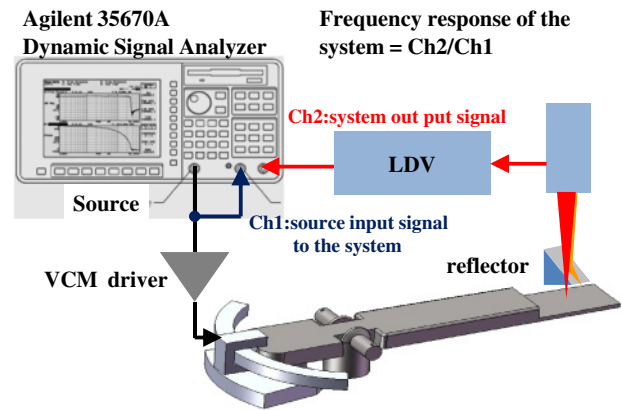 Agilent 35670A
Dynamic Signal Analyzer
Frequency response of the
system = Ch2/Ch1
Ch2:system out put signal
LDV
Source
Ch1:source input signal
to the system
VCM driver
reflector